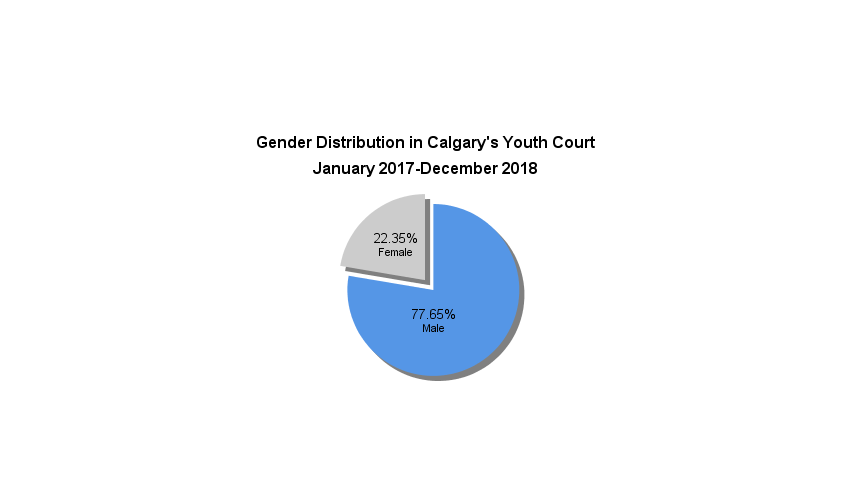 Gender Distribution in Calgary's Youth Court
January 2017-December 2018
22.35%
Female
77.65%
Male